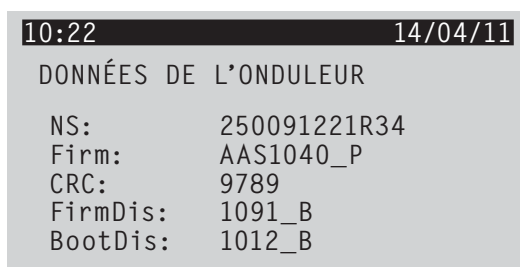 10:22 14/04/11
DONNÉES DE L'ONDULEUR
NS: 250091221R34
Firm: AAS1040_P
CRC: 9789
FirmDis: 1091_B
BootDis: 1012_B